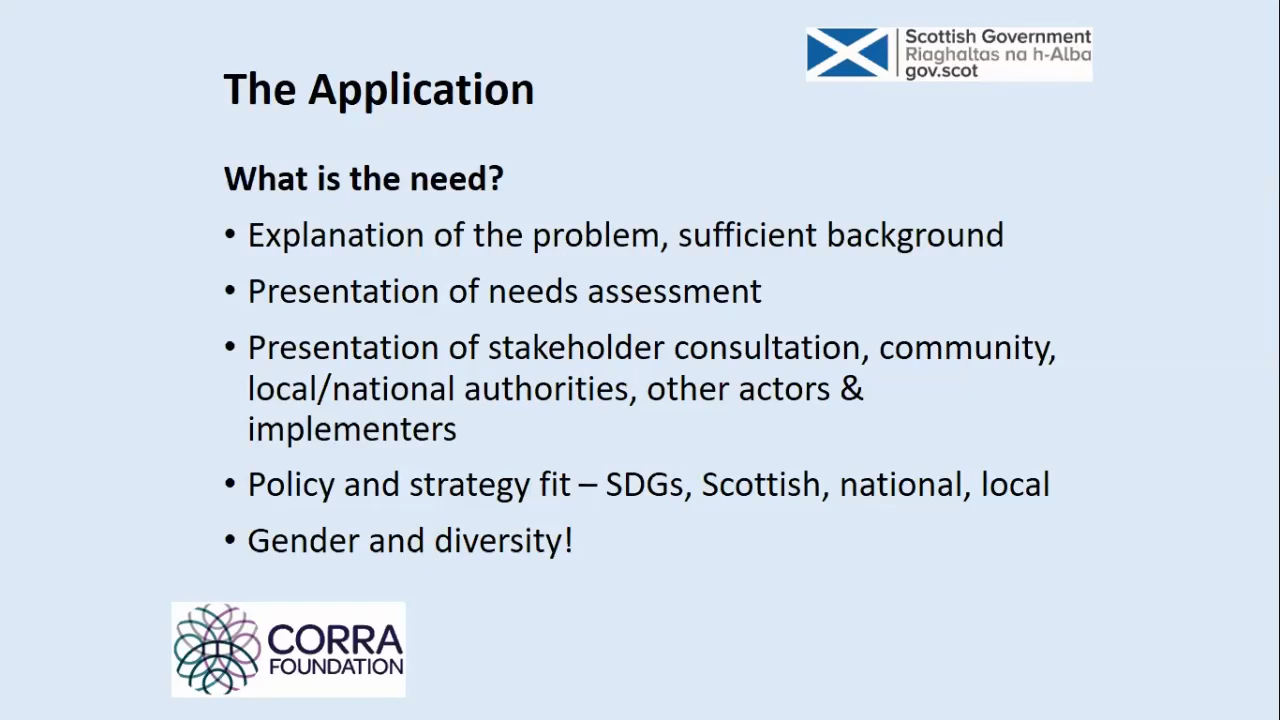 Scottish Government
Riaghaltas na h-Alba
gov.scot
The Application
What is the need?
• Explanation of the problem, sufficient background
• Presentation of needs assessment
• Presentation of stakeholder consultation, community,
local/national authorities, other actors &
implementers
• Policy and strategy fit – SDGs, Scottish, national, local
• Gender and diversity!
CORRA
FOUNDATION